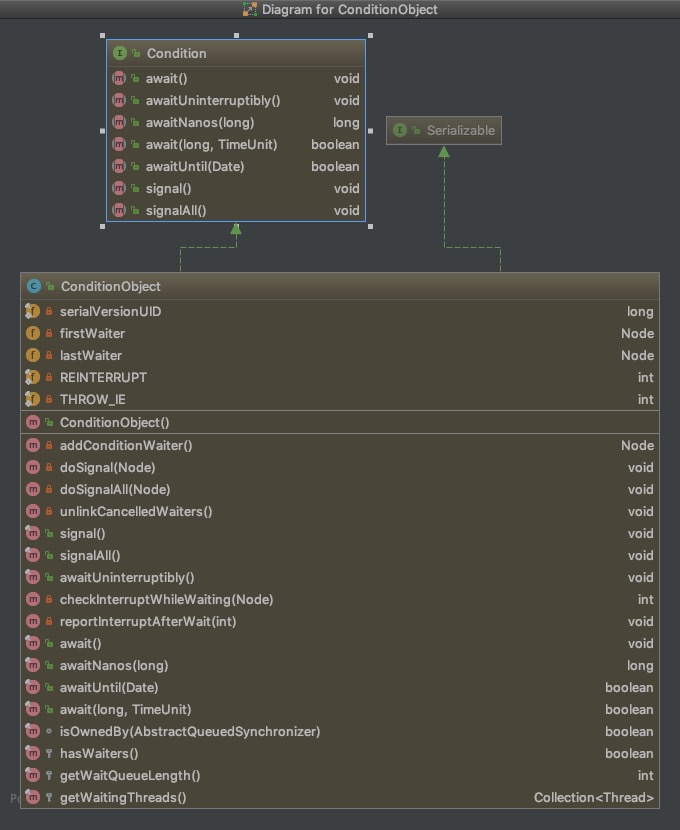 Diagram for ConditionObject
I Condition
m await() void
m awaitUninterruptibly() void
m awaitNanos(long) long
m await(long, TimeUnit) boolean
m awaitUntil(Date) boolean
m signal() void
m signalAll() void
I Serializable
C ConditionObject
f serialVersionUID long
f firstWaiter Node
f lastWaiter Node
f REINTERRUPT int
f THROW_IE int
m ConditionObject()
m addConditionWaiter() Node
m doSignal(Node) void
m doSignalAll(Node) void
m unlinkCancelledWaiters() void
m signal() void
m signalAll() void
m awaitUninterruptibly() void
m checkInterruptWhileWaiting(Node) int
m reportInterruptAfterWait(int) void
m await() void
m awaitNanos(long) long
m awaitUntil(Date) boolean
m await(long, TimeUnit) boolean
m isOwnedBy(AbstractQueuedSynchronizer) boolean
m hasWaiters() boolean
m getWaitQueueLength() int
m getWaitingThreads() Collection<Thread>